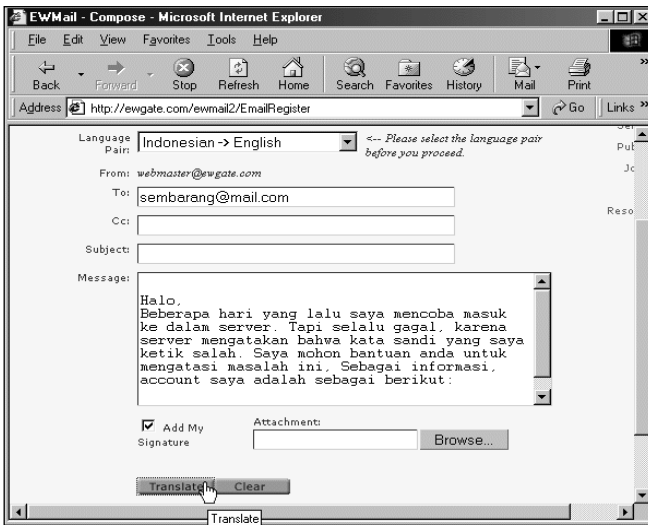 EWMail - Compose - Microsoft Internet Explorer
File Edit View Favorites Tools Help
Back Forward Stop Refresh Home Search Favorites History Mail Print
Address http://ewgate.com/ewmail2/EmailRegister Go Links
Language Pair: Indonesian -> English <-- Please select the language pair
before you proceed.
From: webmaster@ewgate.com
To: sembarang@mail.com
Cc:
Subject:
Message:
Halo,
Beberapa hari yang lalu saya mencoba masuk
ke dalam server. Tapi selalu gagal, karena
server mengatakan bahwa kata sandi yang saya
ketik salah. Saya mohon bantuan anda untuk
mengatasi masalah ini, Sebagai informasi,
account saya adalah sebagai berikut:
Add My
Signature
Attachment:
Browse...
Translate Clear
Translate
Pub
Reso